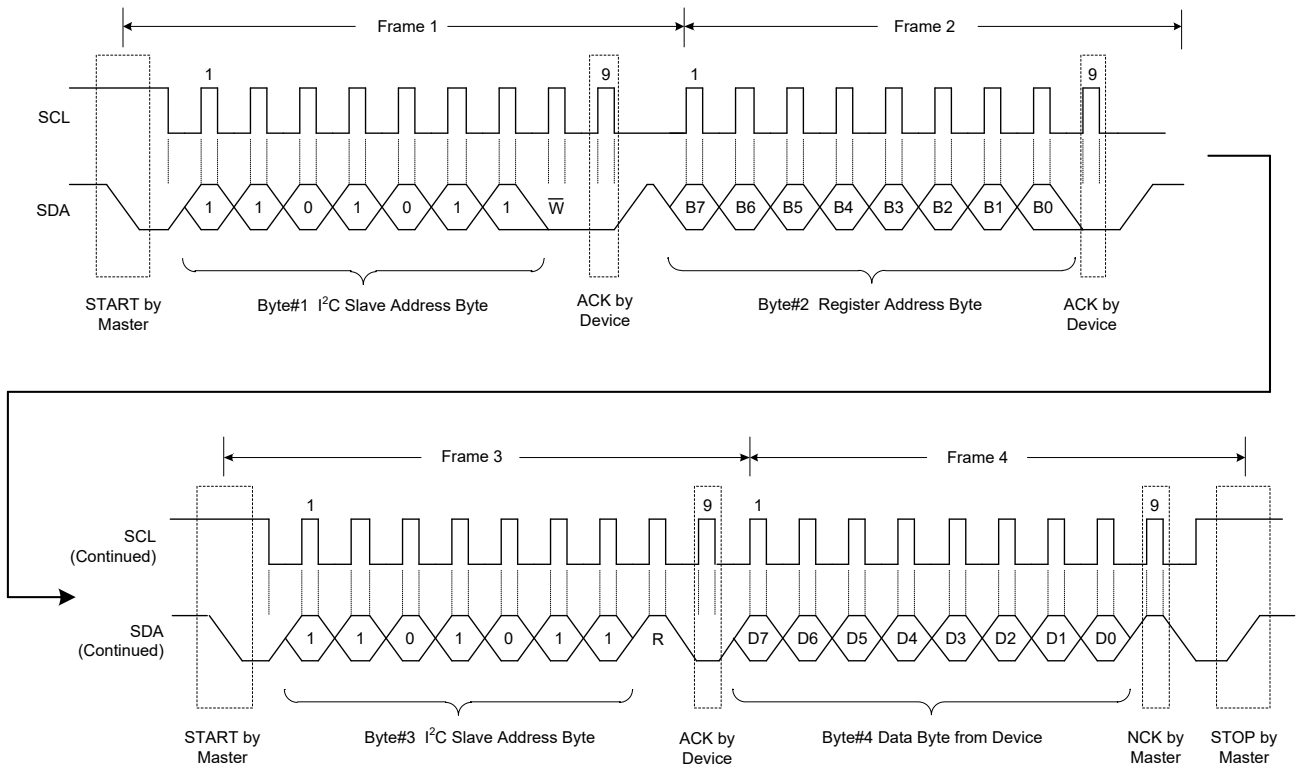 Frame 1 Frame 2
1 9 1 9
SCL
SDA 1 1 0 1 0 1 1 W̅ B7 B6 B5 B4 B3 B2 B1 B0
START by
Master
Byte#1 I²C Slave Address Byte
ACK by
Device
Byte#2 Register Address Byte
ACK by
Device
Frame 3 Frame 4
1 9 1 9
SCL
(Continued)
SDA
(Continued)
1 1 0 1 0 1 1 R D7 D6 D5 D4 D3 D2 D1 D0
START by
Master
Byte#3 I²C Slave Address Byte
ACK by
Device
Byte#4 Data Byte from Device
NCK by
Master
STOP by
Master